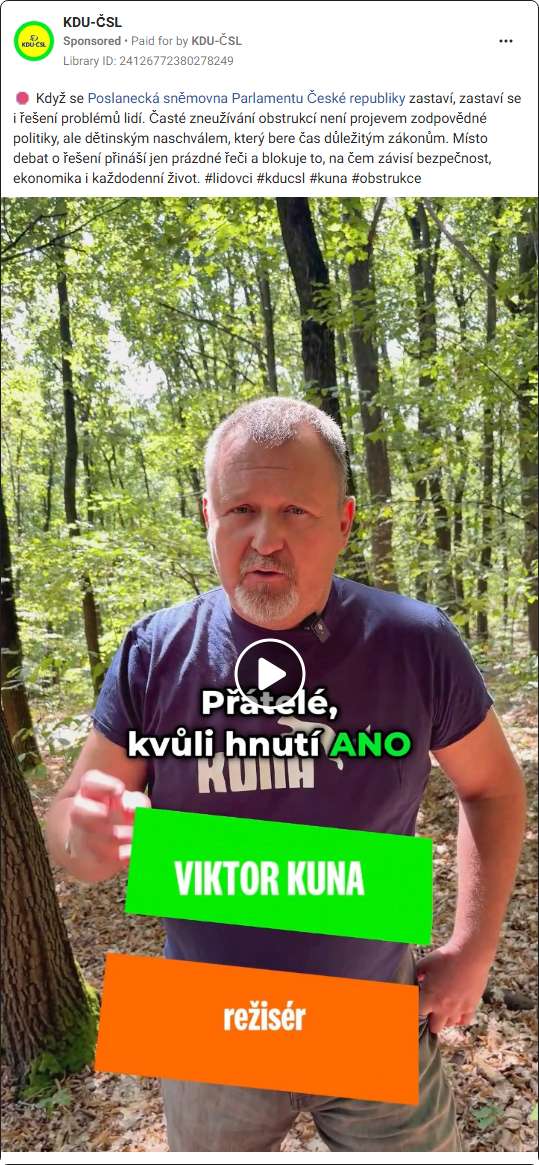 KDU-ČSL
Sponsored • Paid for by KDU-ČSL
Library ID: 24126772380278249
Když se Poslanecká sněmovna Parlamentu České republiky zastaví, zastaví se
i řešení problémů lidí. Časté zneužívání obstrukcí není projevem zodpovědné
politiky, ale dětinským naschválem, který bere čas důležitým zákonům. Místo
debat o řešení přináší jen prázdné řeči a blokuje to, na čem závisí bezpečnost,
ekonomika i každodenní život. #lidovci #kducsl #kuna #obstrukce
Přátelé,
kvůli hnutí ANO
KUNA
VIKTOR KUNA
režisér